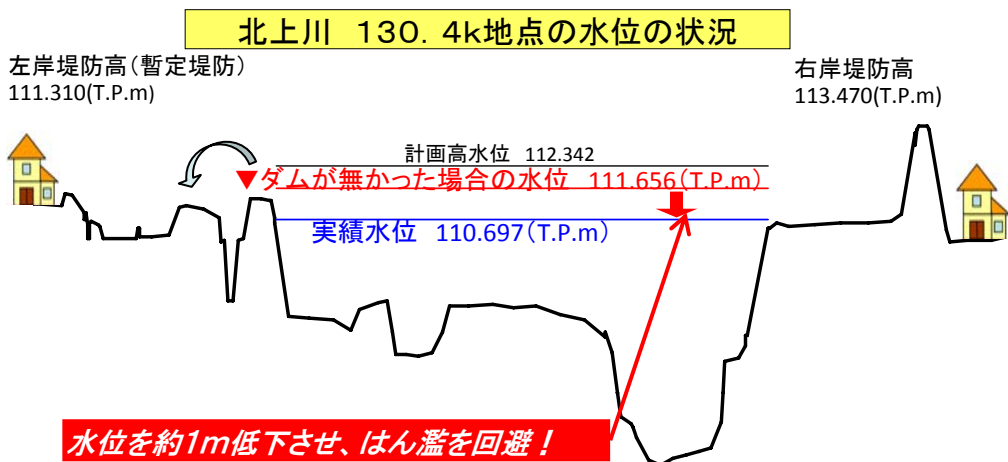 北上川 130.4k地点の水位の状況
左岸堤防高(暫定堤防)
111.310(T.P.m)
右岸堤防高
113.470(T.P.m)
計画高水位 112.342
▼ダムが無かった場合の水位 111.656(T.P.m)
実績水位 110.697(T.P.m)
水位を約1m低下させ、はん濫を回避!